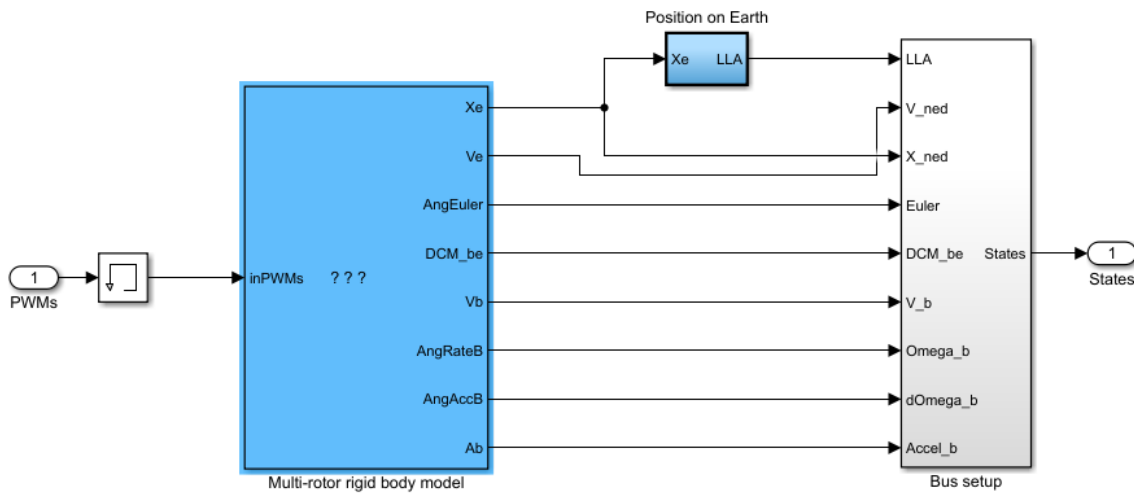 Position on Earth
Xe LLA
LLA
Xe
V_ned
Ve
X_ned
AngEuler
Euler
DCM_be
DCM_be
States
1
PWMs
inPWMs
? ? ?
1
States
Vb
V_b
AngRateB
Omega_b
AngAccB
dOmega_b
Ab
Accel_b
Multi-rotor rigid body model
Bus setup